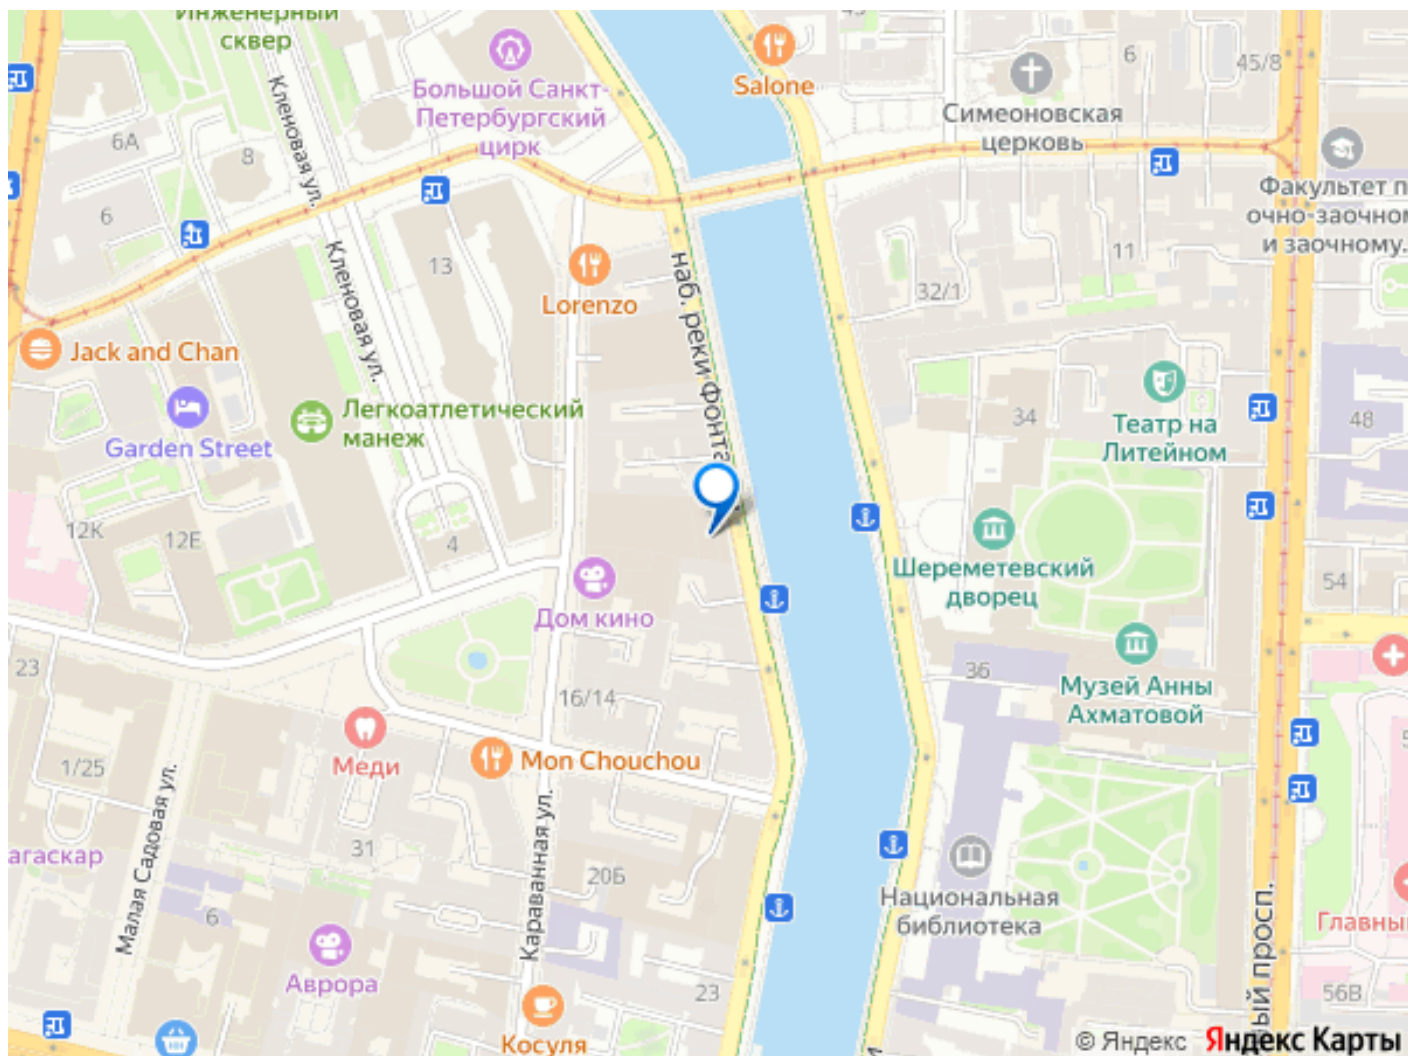 Инженерный
сквер
Большой Санкт-
Петербургский
цирк
Salone
6
45/8
Симеоновская
церковь
Факультет п
очно-заочном
и заочному.
Кленовая ул.
6А
8
6
13
Кленовая ул.
Lorenzo
наб. реки Фонта
11
32/1
Jack and Chan
Garden Street
Легкоатлетический
манеж
34
Театр на
Литейном
48
12К
12Е
4
Шереметевский
дворец
54
Дом кино
23
16/14
36
Музей Анны
Ахматовой
Меди
Mon Chouchou
1/25
Малая Садовая ул.
Караванная ул.
агаскар
31
20Б
6
Национальная
библиотека
Главны
Аврора
23
56В
ый просп.
Косуля
© Яндекс Яндекс Карты